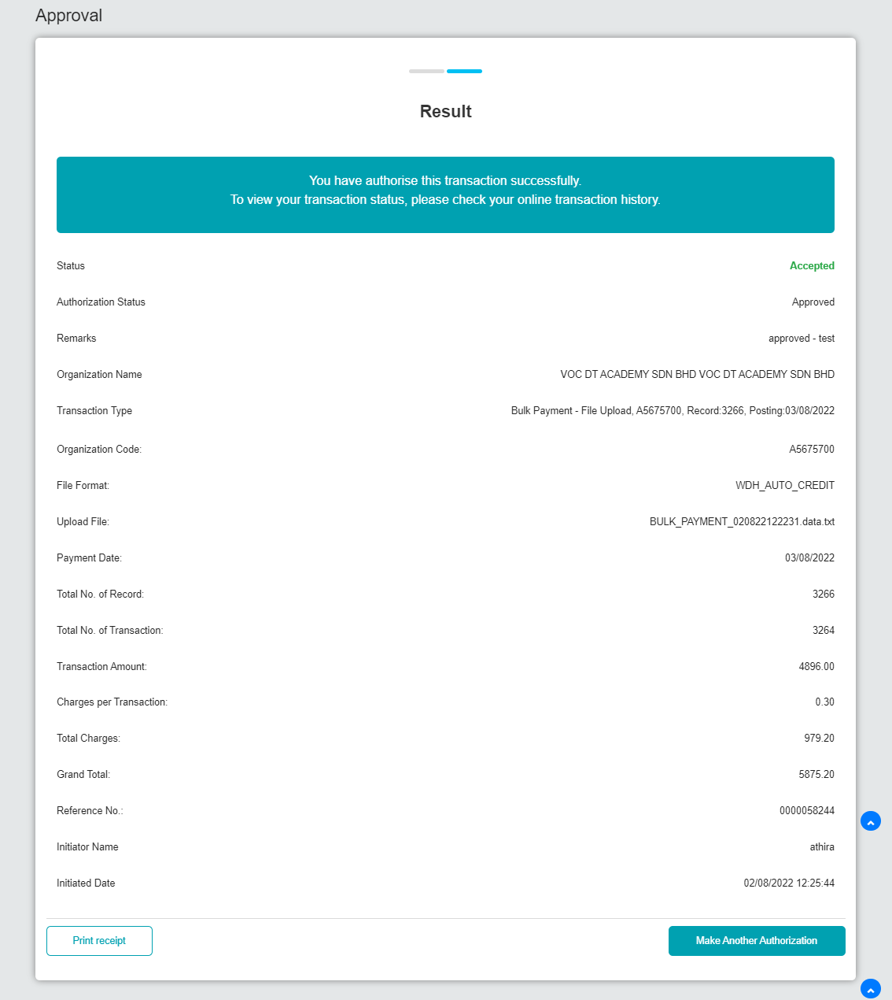 Approval
Result
You have authorise this transaction successfully.
To view your transaction status, please check your online transaction history.
Status Accepted
Authorization Status Approved
Remarks approved - test
Organization Name VOC DT ACADEMY SDN BHD VOC DT ACADEMY SDN BHD
Transaction Type Bulk Payment - File Upload, A5675700, Record:3266, Posting:03/08/2022
Organization Code: A5675700
File Format: WDH_AUTO_CREDIT
Upload File: BULK_PAYMENT_020822122231.data.txt
Payment Date: 03/08/2022
Total No. of Record: 3266
Total No. of Transaction: 3264
Transaction Amount: 4896.00
Charges per Transaction: 0.30
Total Charges: 979.20
Grand Total: 5875.20
Reference No.: 0000058244
Initiator Name athira
Initiated Date 02/08/2022 12:25:44
Print receipt Make Another Authorization